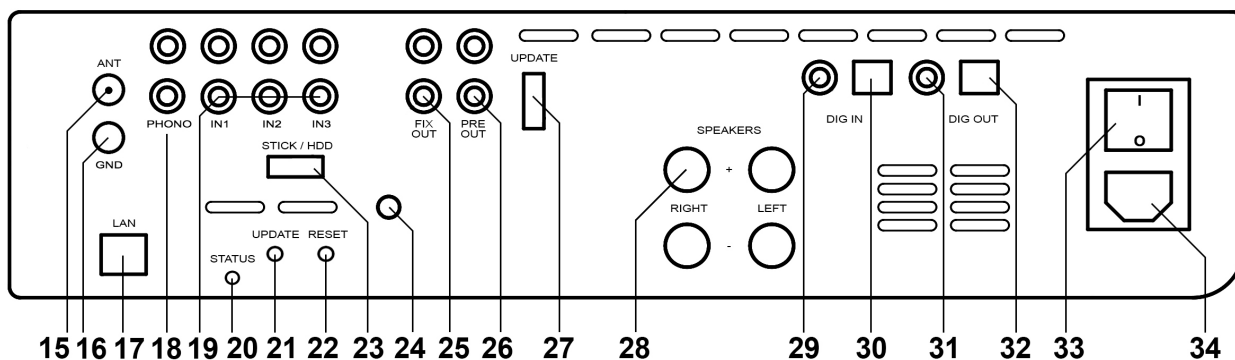 UPDATE
ANT
PHONO IN1 IN2 IN3 FIX OUT PRE OUT
DIG IN DIG OUT
I
O
SPEAKERS
GND
STICK / HDD
+
RIGHT LEFT
LAN
UPDATE RESET
-
STATUS
15 16 17 18 19 20 21 22 23 24 25 26 27 28 29 30 31 32 33 34